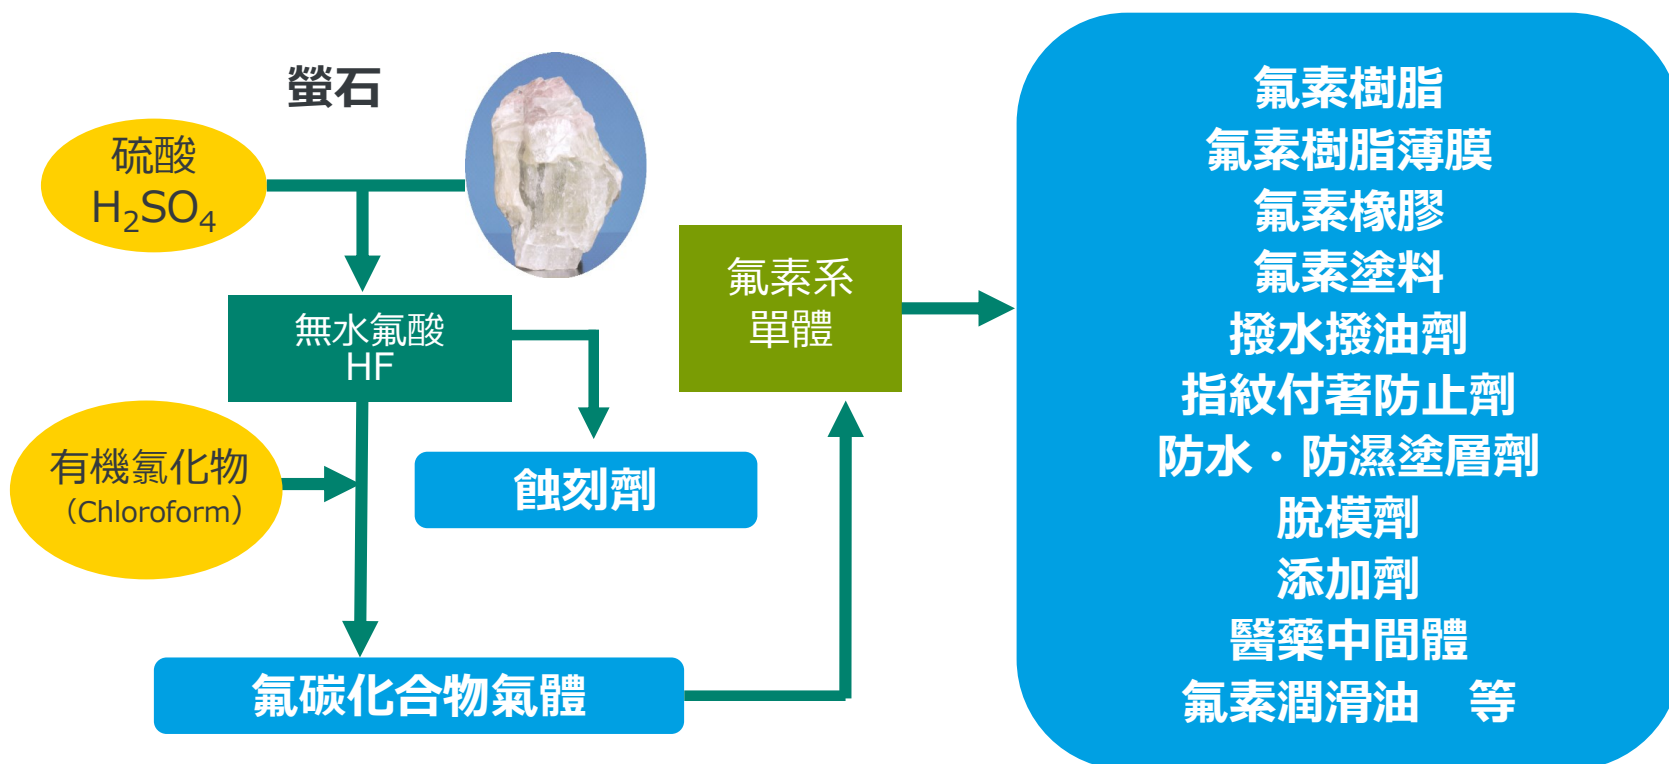 螢石
硫酸
H₂SO₄
無水氟酸
HF
有機氯化物
（Chloroform）
蝕刻劑
氟碳化合物氣體
氟素系
單體
氟素樹脂
氟素樹脂薄膜
氟素橡膠
氟素塗料
撥水撥油劑
指紋付著防止劑
防水・防濕塗層劑
脫模劑
添加劑
醫藥中間體
氟素潤滑油　等